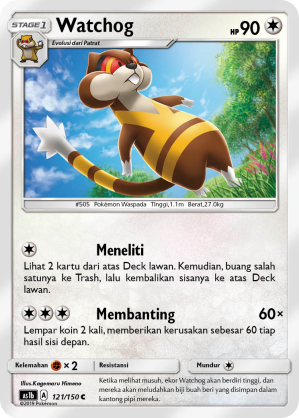 STAGE 1 Watchog HP 90
Evolusi dari Patrat
#505 Pokémon Waspada Tinggi,1.1m Berat,27.0kg
Meneliti
Lihat 2 kartu dari atas Deck lawan. Kemudian, buang salah
satunya ke Trash, lalu kembalikan sisanya ke atas Deck
lawan.
Membanting 60×
Lempar koin 2 kali, memberikan kerusakan sebesar 60 tiap
hasil sisi depan.
Kelemahan × 2 Resistansi Mundur
Illus.Kagemaru Himeno
as1b A 121/150 C
©2019 Pokémon
Ketika melihat musuh, ekor Watchog akan berdiri tegak, dan
mereka akan meludahkan biji buah beri yang disimpan dalam
kantong pipi mereka.